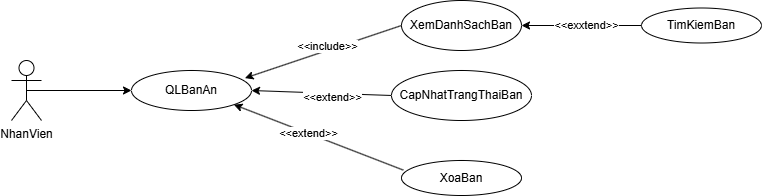 XemDanhSachBan
<<exxtend>>
TimKiemBan
<<include>>
QLBanAn
<<extend>>
CapNhatTrangThaiBan
NhanVien
<<extend>>
XoaBan